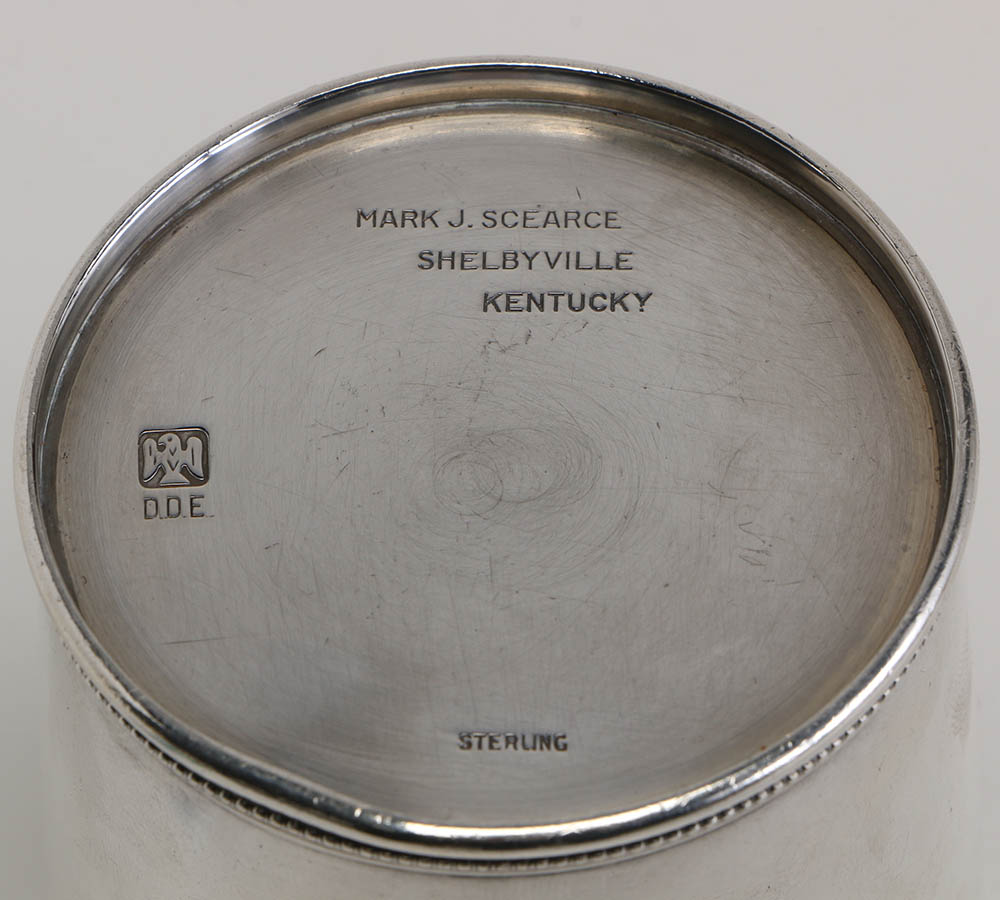 MARK J. SCEARCE
SHELBYVILLE
KENTUCKY
D.D.E.
STERLING